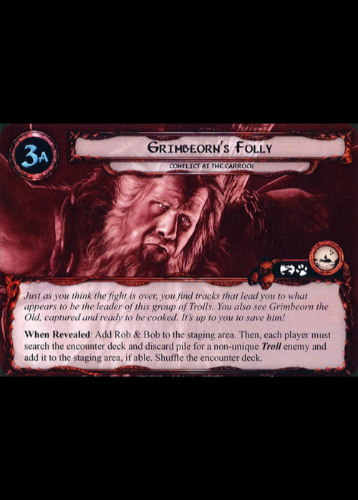 3A
GRIMBEORN'S FOLLY
CONFLICT AT THE CARROCK
Just as you think the fight is over, you find tracks that lead you to what
appears to be the leader of this group of Trolls. You also see Grimbeorn the
Old, captured and ready to be cooked. It's up to you to save him!
When Revealed: Add Rob & Bob to the staging area. Then, each player must
search the encounter deck and discard pile for a non-unique Troll enemy and
add it to the staging area, if able. Shuffle the encounter deck.